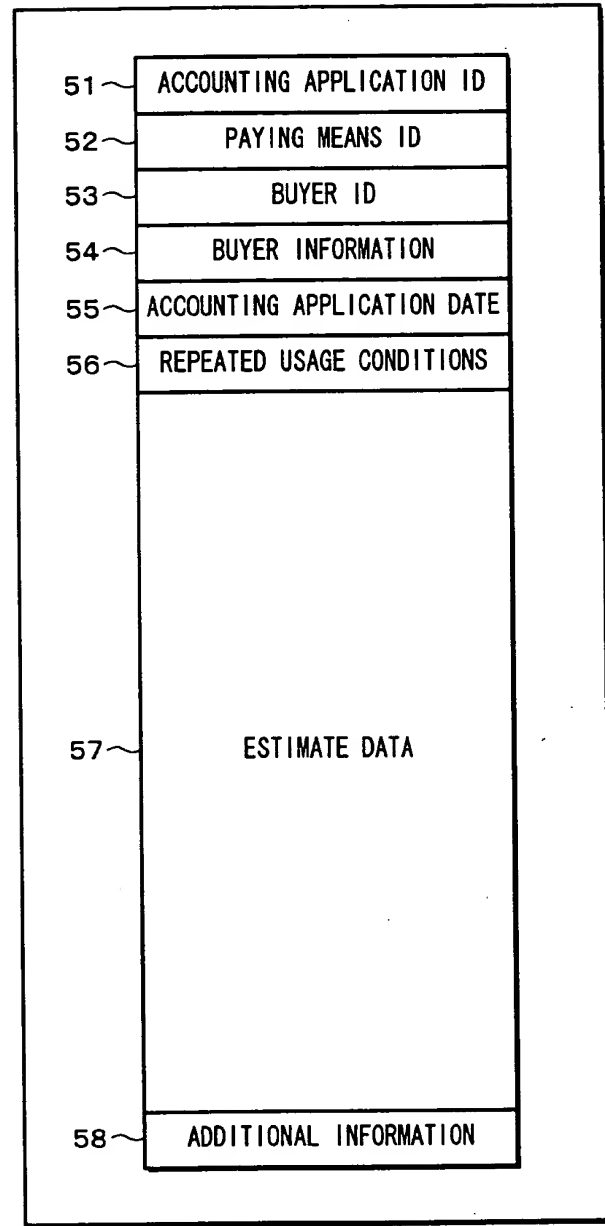 51 ACCOUNTING APPLICATION ID
52 PAYING MEANS ID
53 BUYER ID
54 BUYER INFORMATION
55 ACCOUNTING APPLICATION DATE
56 REPEATED USAGE CONDITIONS
57 ESTIMATE DATA
58 ADDITIONAL INFORMATION